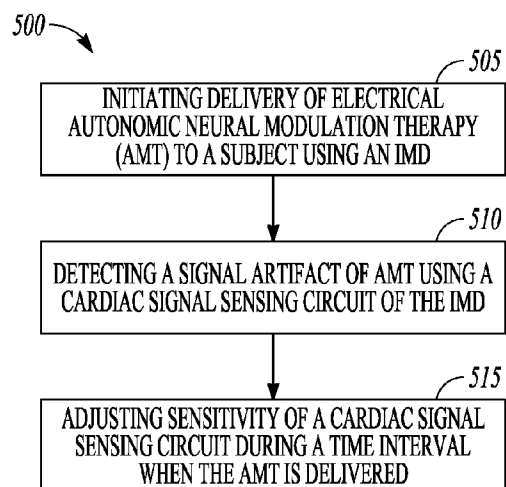 500
505
INITIATING DELIVERY OF ELECTRICAL
AUTONOMIC NEURAL MODULATION THERAPY
(AMT) TO A SUBJECT USING AN IMD
510
DETECTING A SIGNAL ARTIFACT OF AMT USING A
CARDIAC SIGNAL SENSING CIRCUIT OF THE IMD
515
ADJUSTING SENSITIVITY OF A CARDIAC SIGNAL
SENSING CIRCUIT DURING A TIME INTERVAL
WHEN THE AMT IS DELIVERED